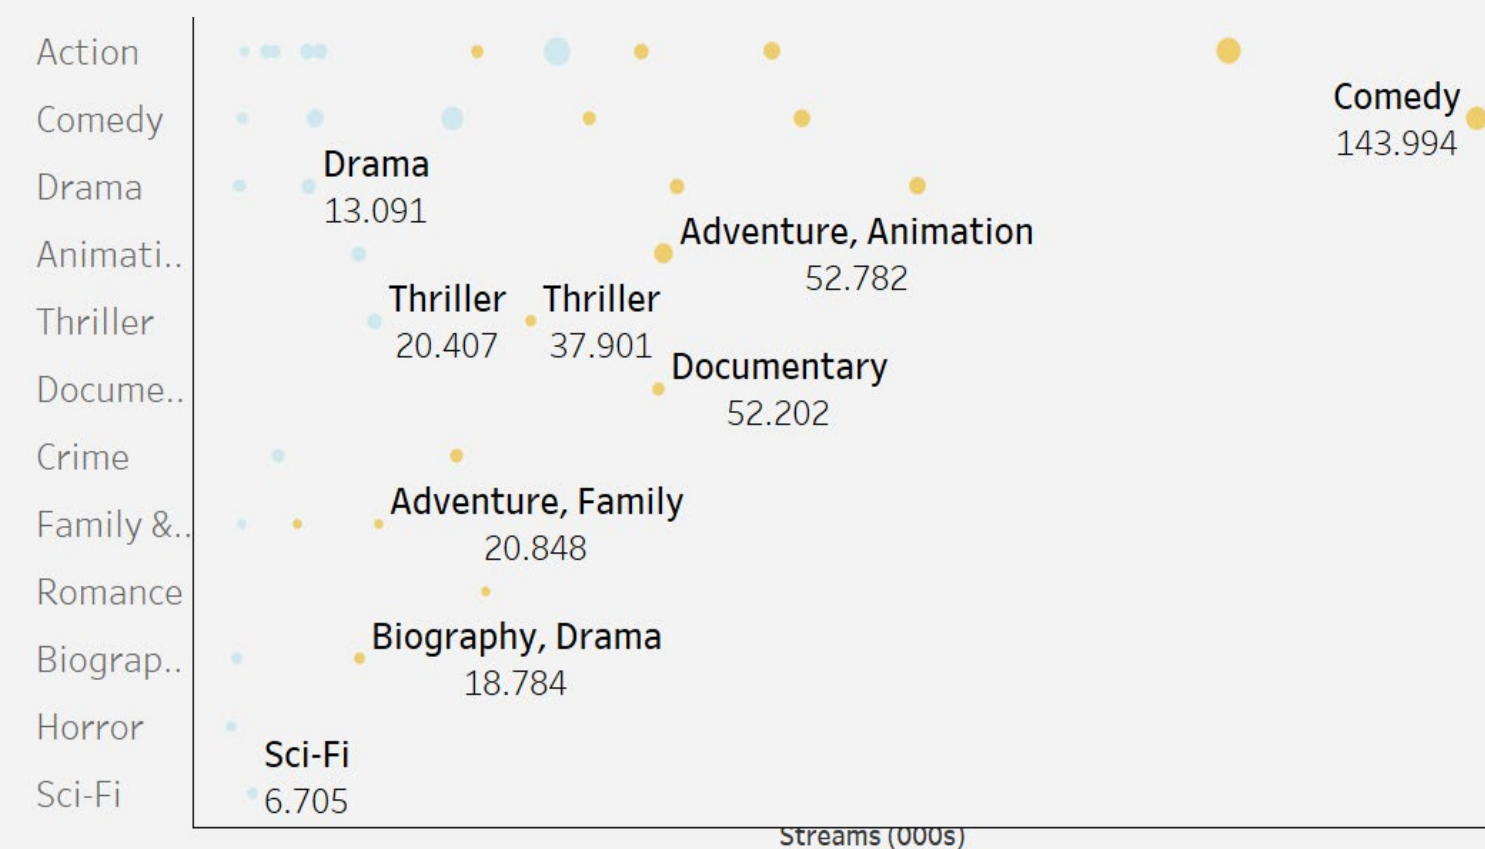 Action
Comedy
Comedy
143.994
Drama
13.091
Drama
Adventure, Animation
52.782
Animati..
Thriller
20.407
Thriller
37.901
Thriller
Documentary
52.202
Docume..
Crime
Adventure, Family
20.848
Family &..
Romance
Biography, Drama
18.784
Biograp..
Horror
Sci-Fi
6.705
Sci-Fi
Streams (000s)